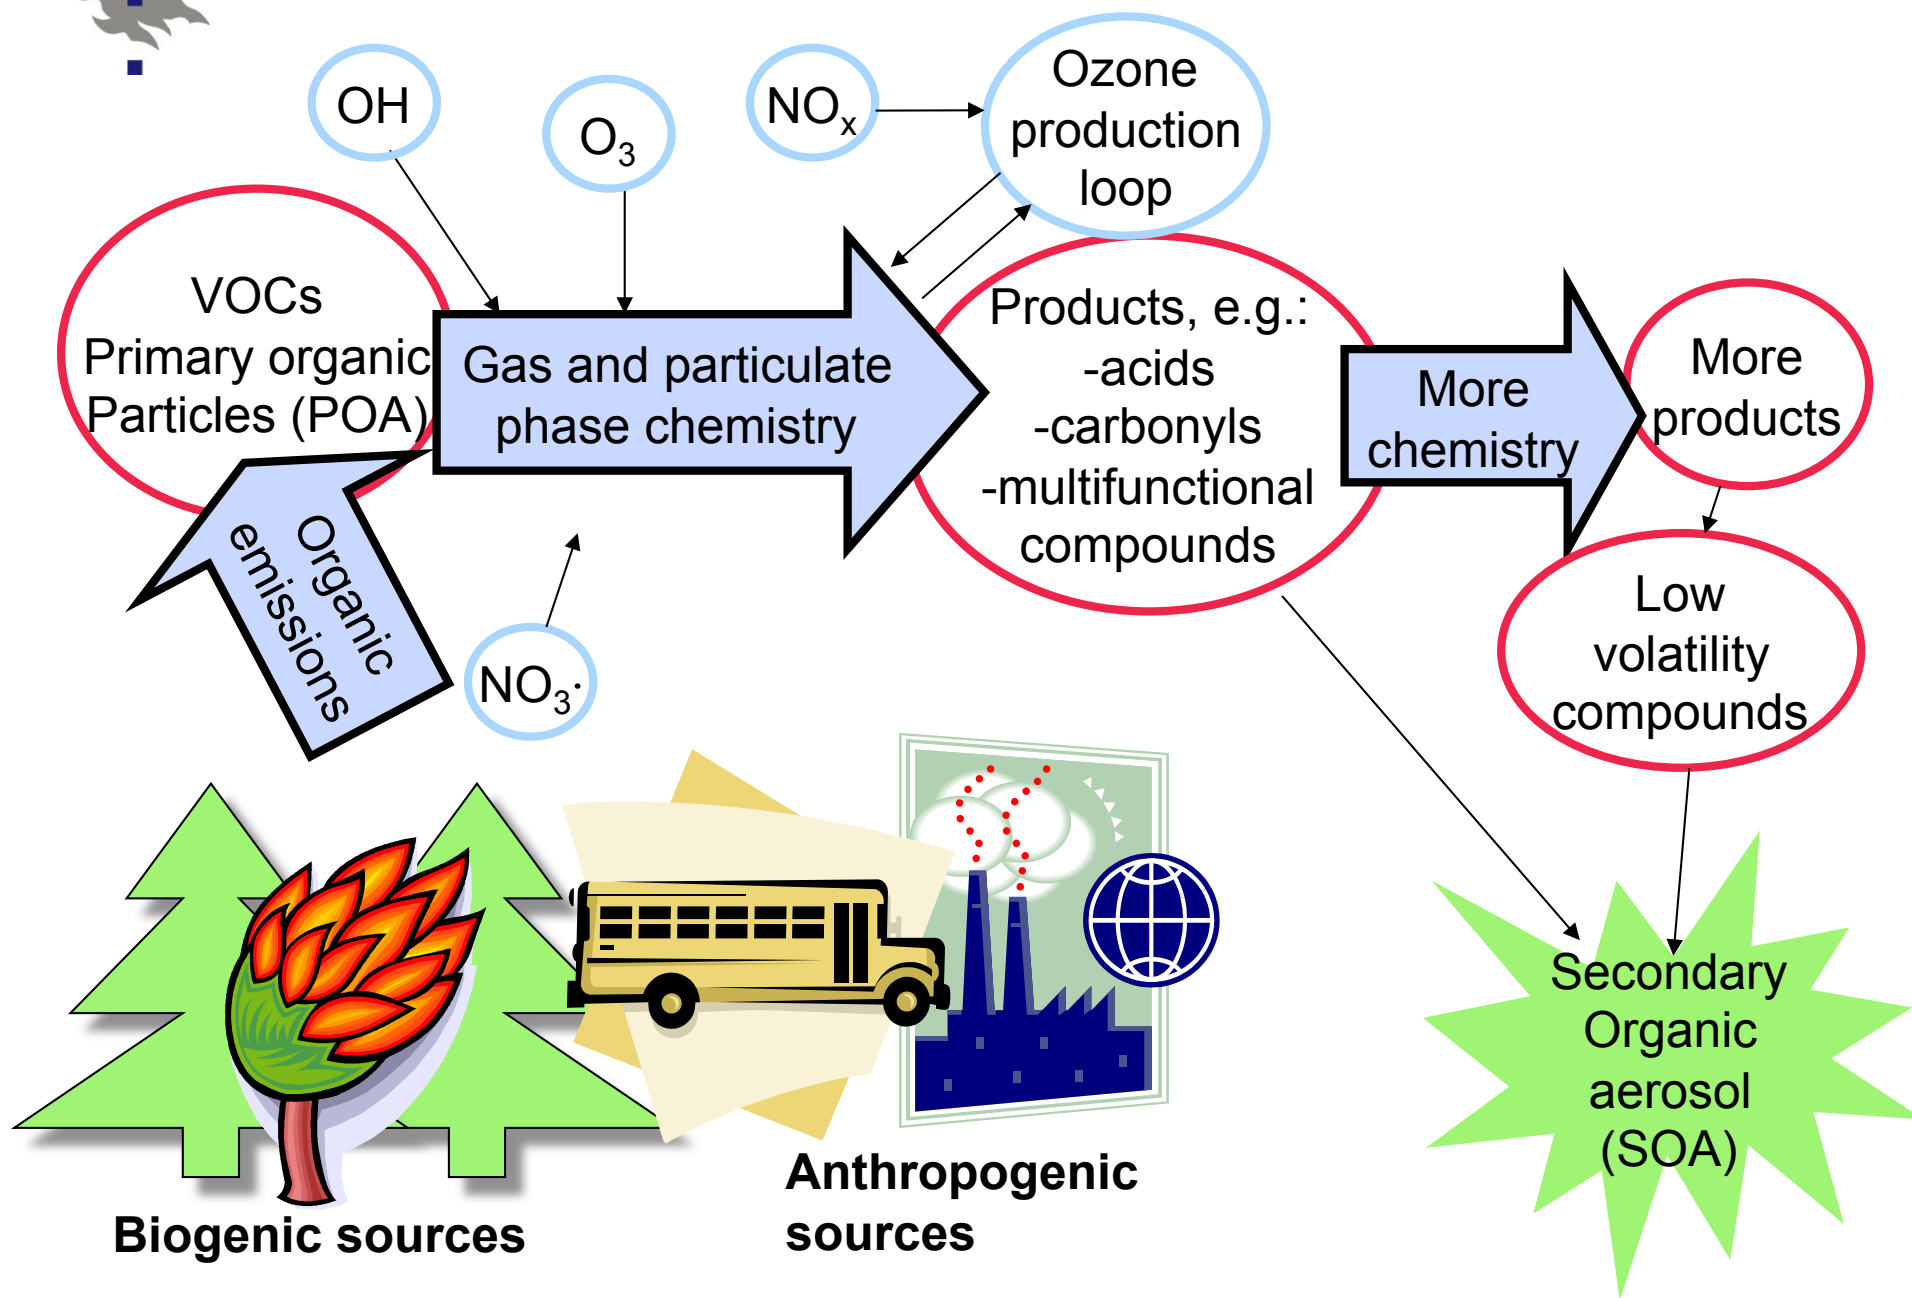 OH
O₃
NOₓ
Ozone
production
loop
VOCs
Primary organic
Particles (POA)
Gas and particulate
phase chemistry
Products, e.g.:
-acids
-carbonyls
-multifunctional
compounds
More
chemistry
More
products
Organic
emissions
NO₃·
Low
volatility
compounds
Secondary
Organic
aerosol
(SOA)
Biogenic sources
Anthropogenic
sources